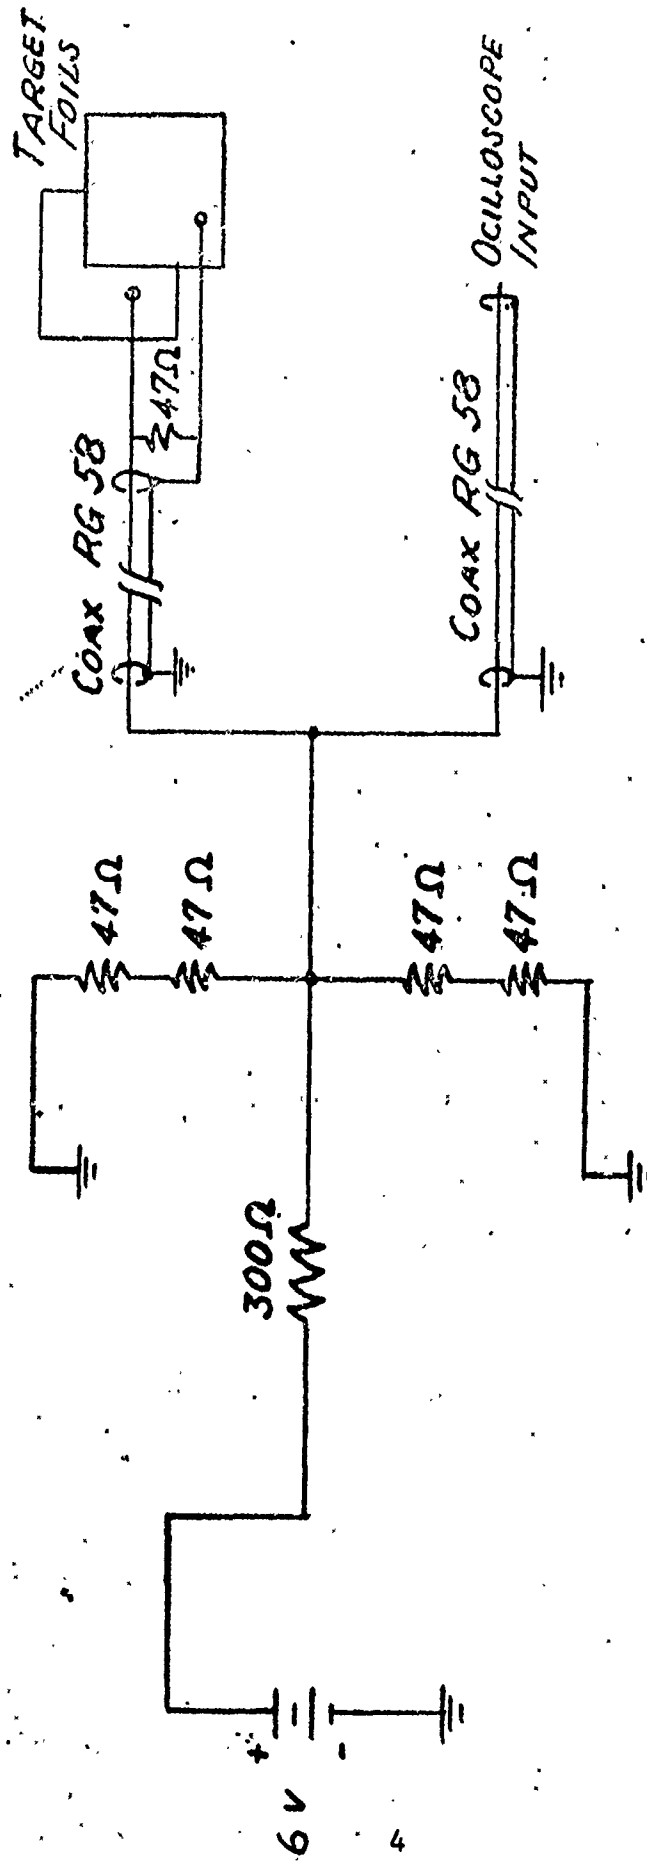 TARGET
FOILS
COAX RG 58
47Ω
OCILLOSCOPE
INPUT
COAX RG 58
47Ω
47Ω
47Ω
47Ω
300Ω
+
-
6 V
4